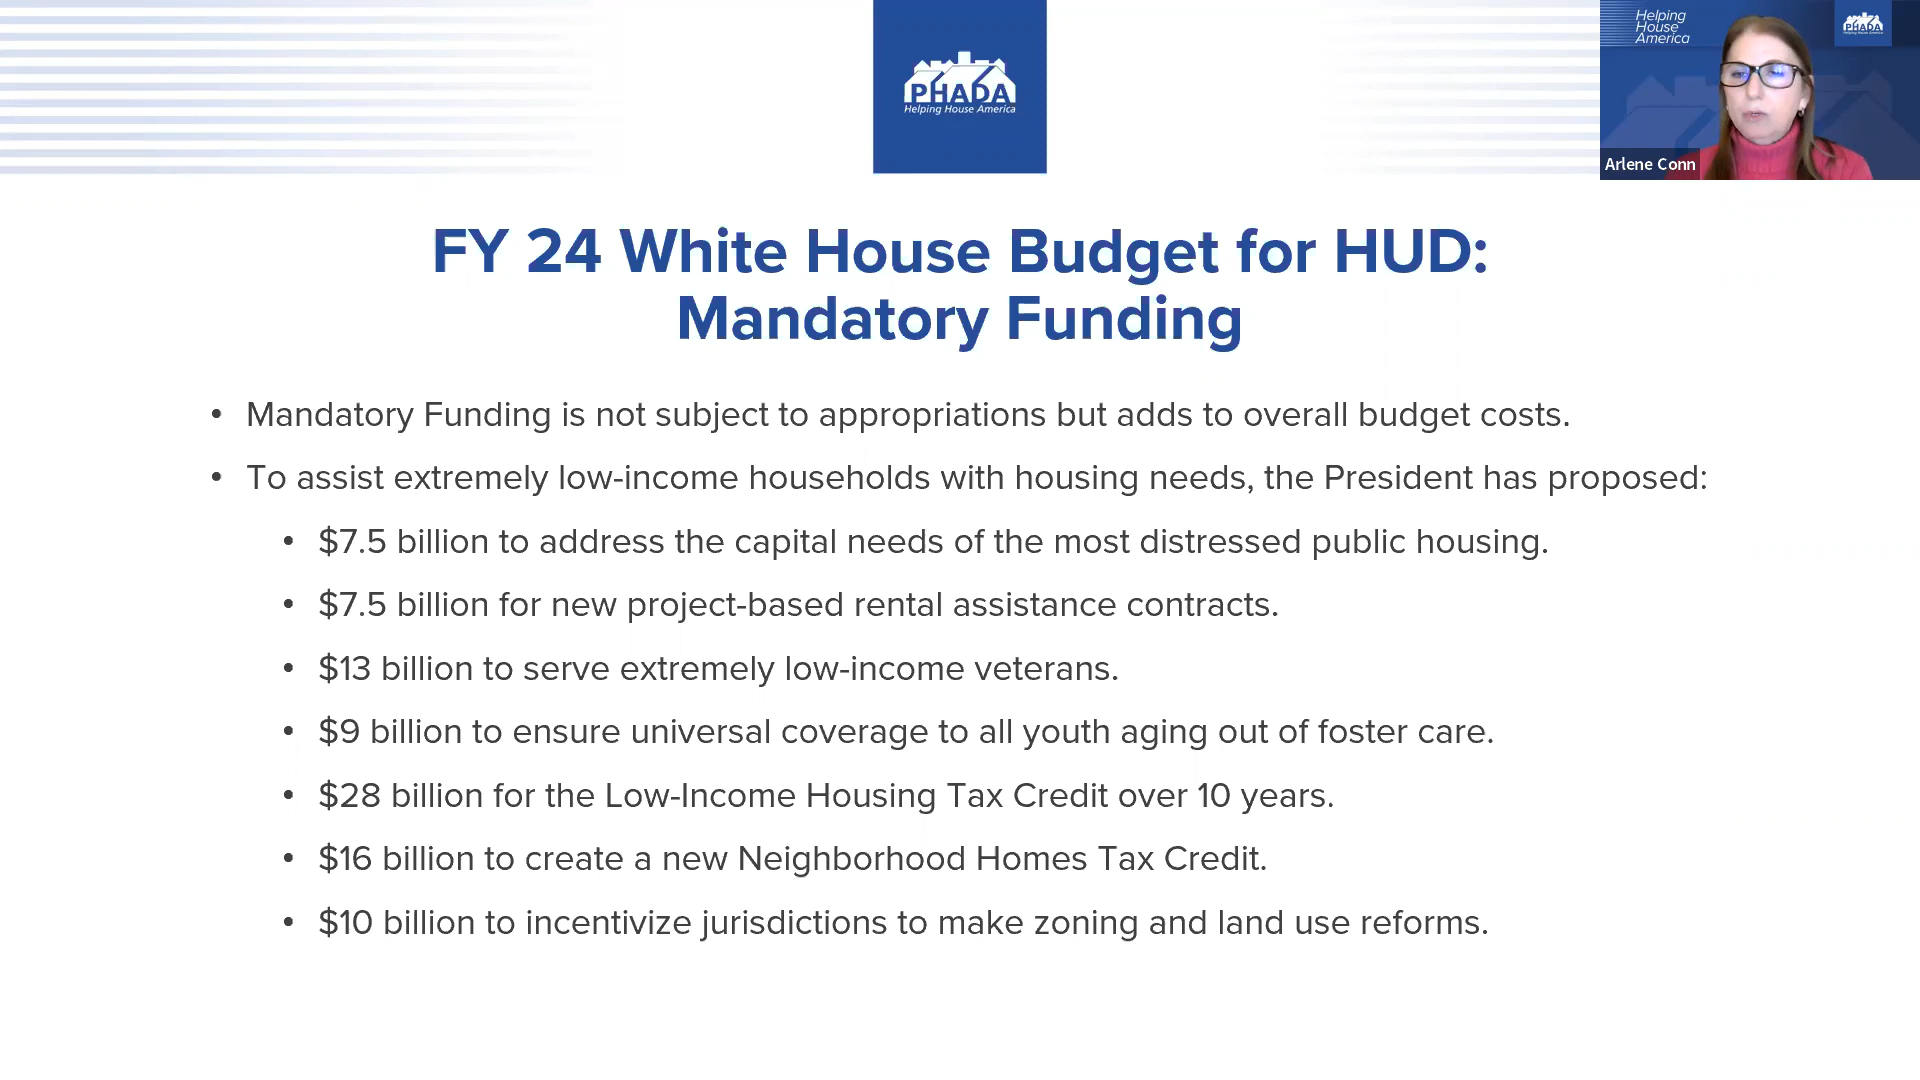 PHADA
Helping House America
Helping
House
America
PHADA
Arlene Conn
FY 24 White House Budget for HUD:
Mandatory Funding
• Mandatory Funding is not subject to appropriations but adds to overall budget costs.
• To assist extremely low-income households with housing needs, the President has proposed:
• $7.5 billion to address the capital needs of the most distressed public housing.
• $7.5 billion for new project-based rental assistance contracts.
• $13 billion to serve extremely low-income veterans.
• $9 billion to ensure universal coverage to all youth aging out of foster care.
• $28 billion for the Low-Income Housing Tax Credit over 10 years.
• $16 billion to create a new Neighborhood Homes Tax Credit.
• $10 billion to incentivize jurisdictions to make zoning and land use reforms.